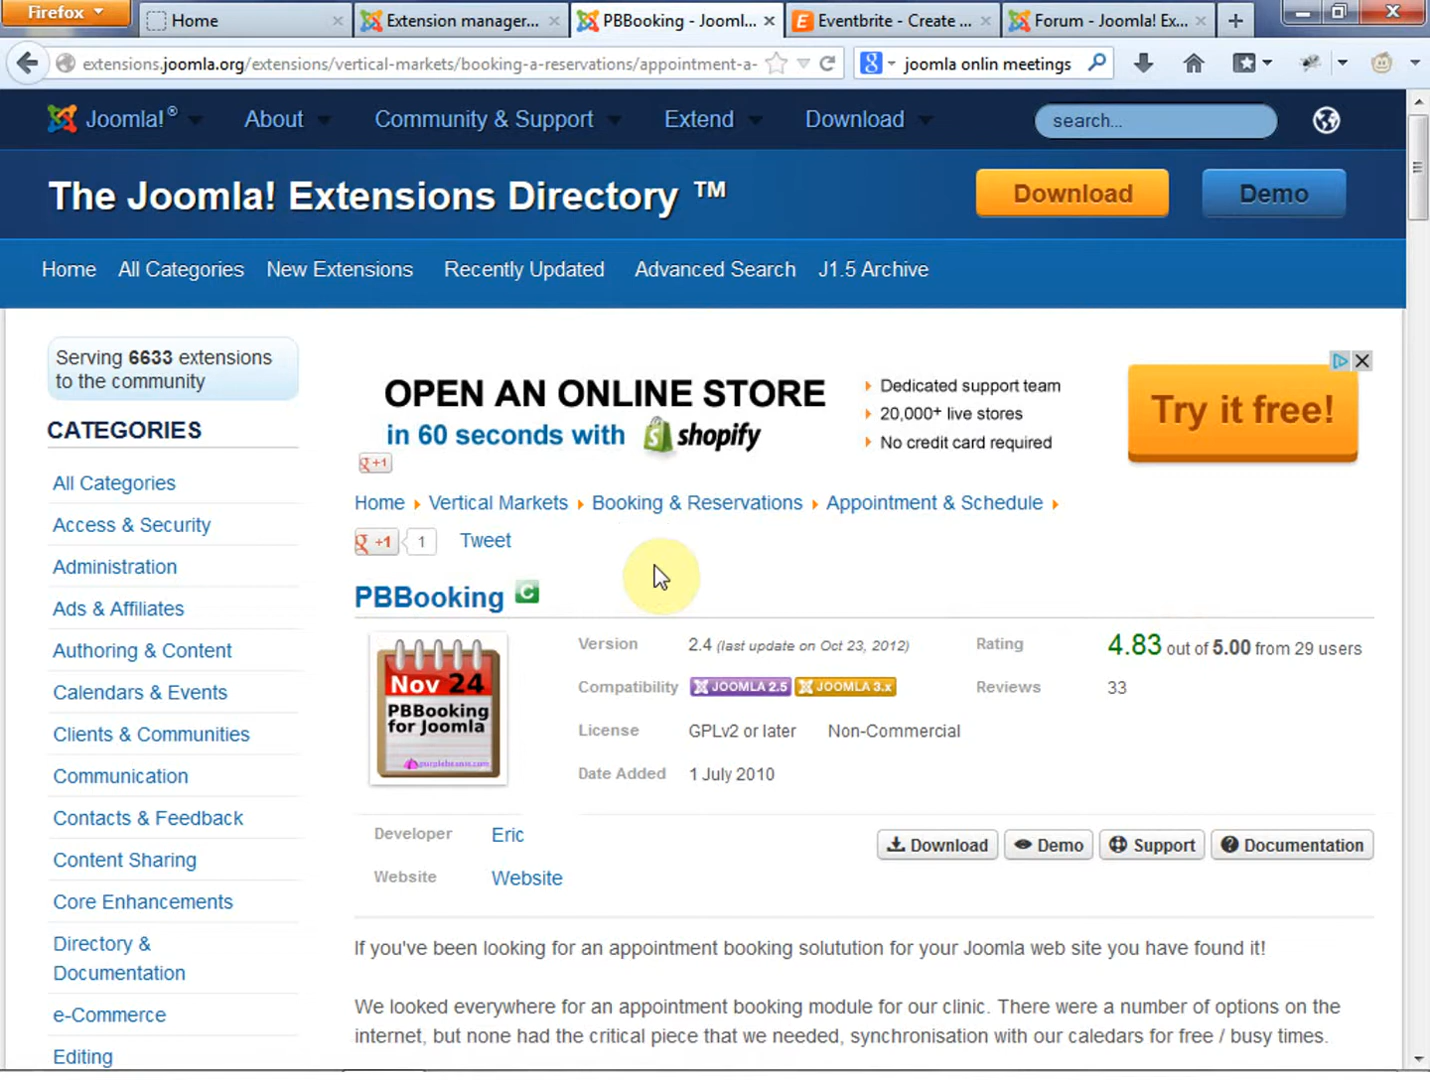 Firefox
Home
Extension manager...
PBBooking - Jooml...
Eventbrite - Create ...
Forum - Joomla! Ex...
extensions.joomla.org/extensions/vertical-markets/booking-a-reservations/appointment-a-
joomla onlin meetings
Joomla!®
About
Community & Support
Extend
Download
search...
The Joomla! Extensions Directory ™
Download
Demo
Home
All Categories
New Extensions
Recently Updated
Advanced Search
J1.5 Archive
Serving 6633 extensions
to the community
CATEGORIES
All Categories
Access & Security
Administration
Ads & Affiliates
Authoring & Content
Calendars & Events
Clients & Communities
Communication
Contacts & Feedback
Content Sharing
Core Enhancements
Directory &
Documentation
e-Commerce
Editing
OPEN AN ONLINE STORE
in 60 seconds with shopify
Dedicated support team
20,000+ live stores
No credit card required
Try it free!
g +1
Home
Vertical Markets
Booking & Reservations
Appointment & Schedule
g +1
1
Tweet
PBBooking C
Nov 24
PBBooking
for Joomla
Version
2.4 (last update on Oct 23, 2012)
Rating
4.83 out of 5.00 from 29 users
Compatibility
JOOMLA 2.5
JOOMLA 3.x
Reviews
33
License
GPLv2 or later
Non-Commercial
Date Added
1 July 2010
Developer
Eric
Website
Website
Download
Demo
Support
Documentation
If you've been looking for an appointment booking solutution for your Joomla web site you have found it!
We looked everywhere for an appointment booking module for our clinic. There were a number of options on the
internet, but none had the critical piece that we needed, synchronisation with our caledars for free / busy times.